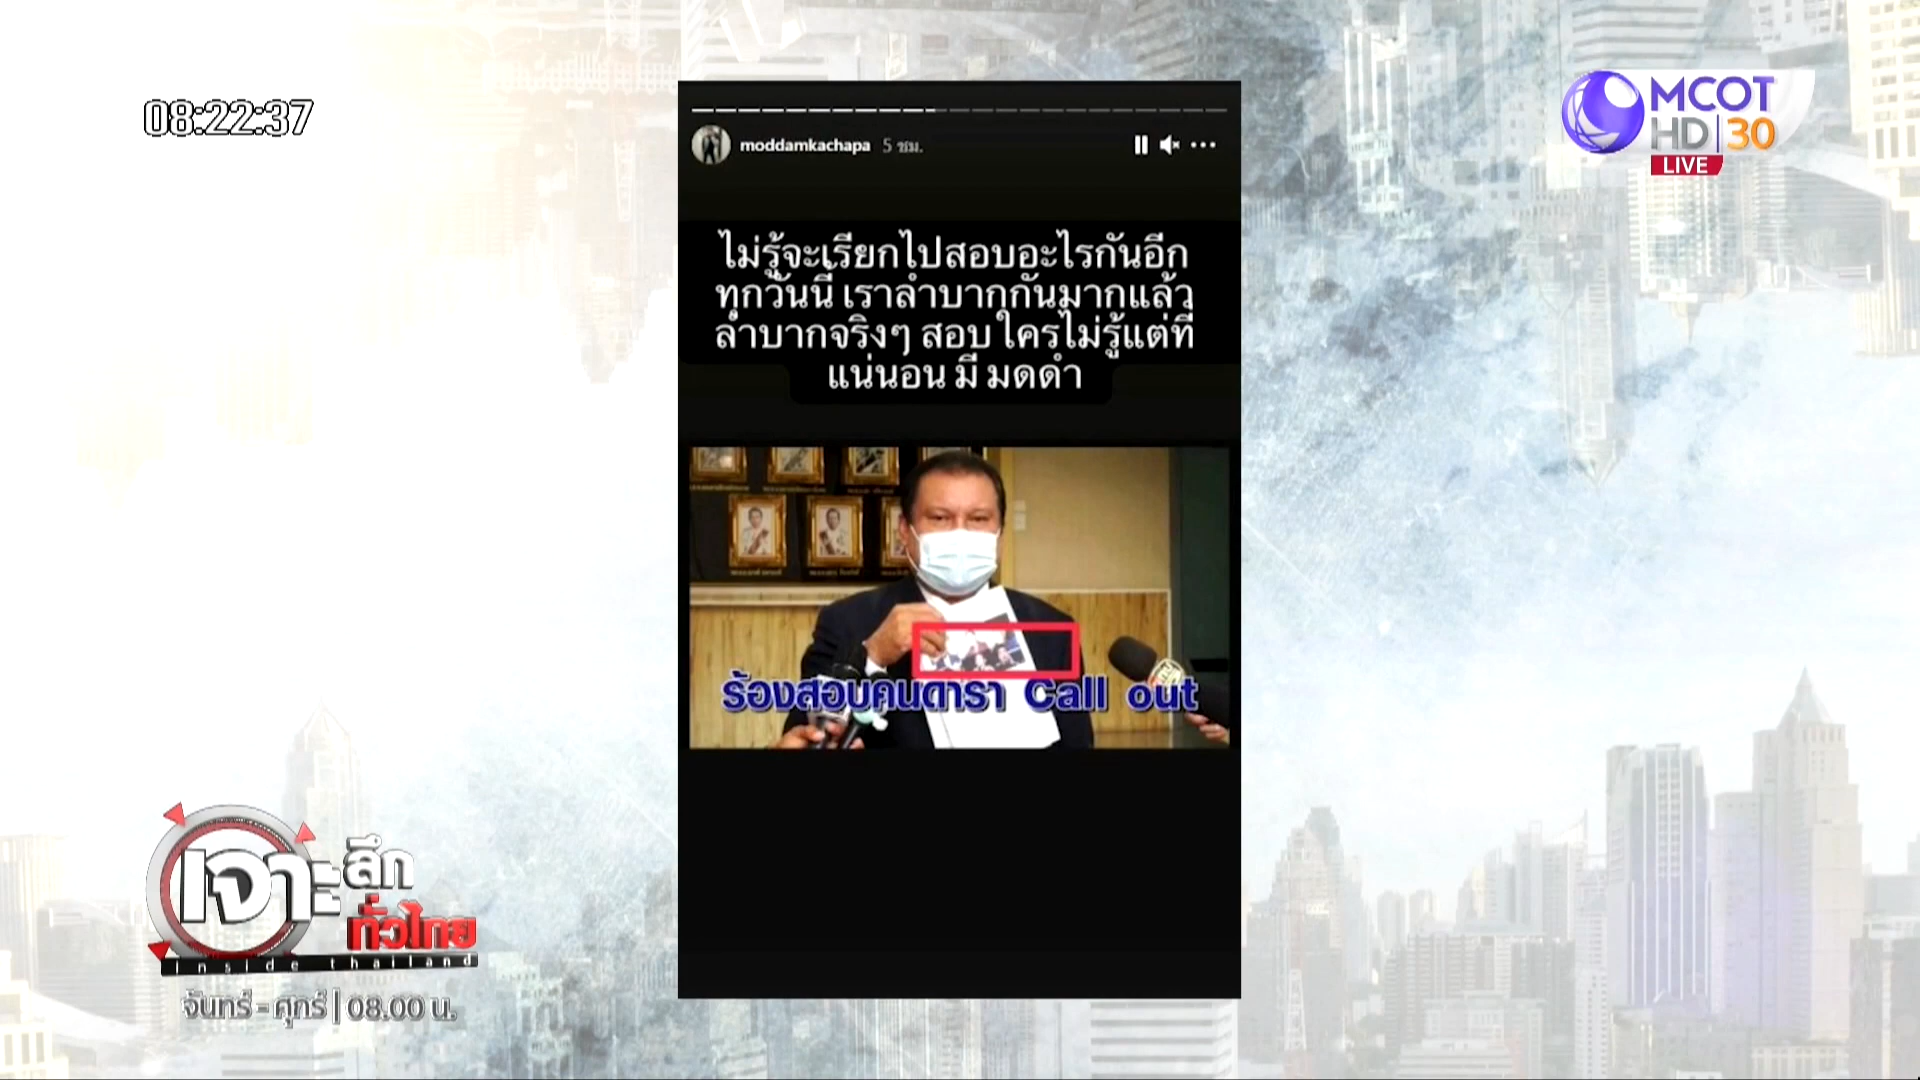 08:22:37
MCOT
HD 30
LIVE
moddamkachapa 5 ชม.
ไม่รู้จะเรียกไปสอบอะไรกันอีก
ทุกวันนี้ เราลำบากกันมากแล้ว
ลำบากจริงๆ สอบ ใครไม่รู้แต่ที่
แน่นอน มี มดดำ
ร้องสอบคนดารา Call out
เจาะลึก
ทั่วไทย
inside thailand
จันทร์ - ศุกร์ | 08.00 น.